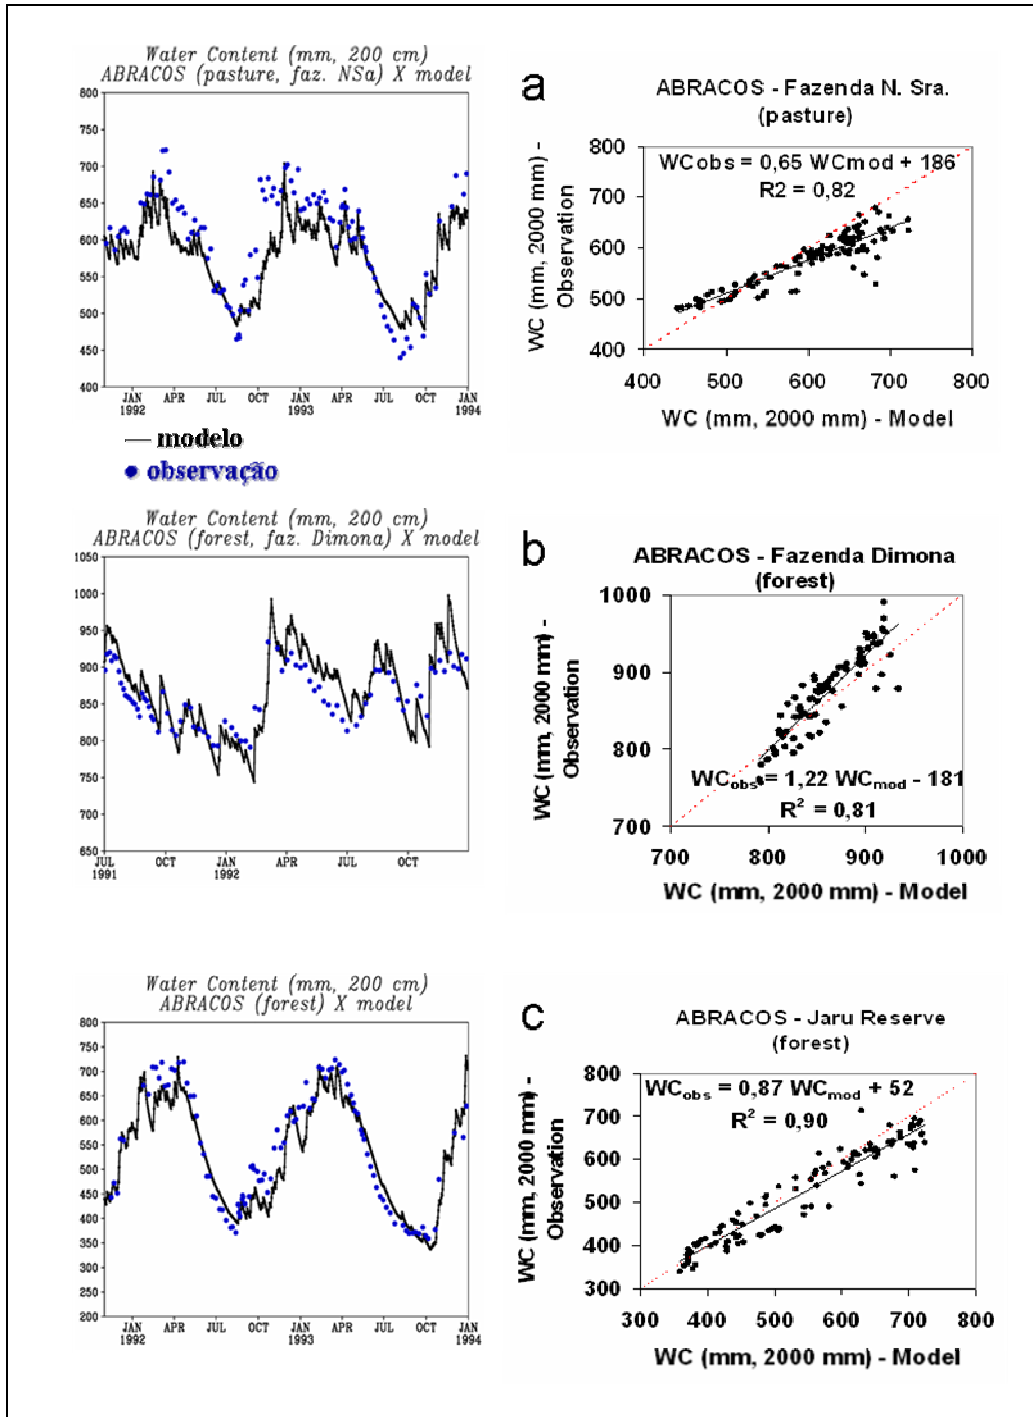 Water Content (mm, 200 cm)
ABRACOS (pasture, faz. NSa) X model
800
750
700
650
600
550
500
450
400
JAN
1992
APR
JUL
OCT
JAN
1993
APR
JUL
OCT
JAN
1994
— modelo
• observação
a
ABRACOS - Fazenda N. Sra.
(pasture)
WC (mm, 2000 mm) -
Observation
800
700
600
500
400
WCobs = 0,65 WCmod + 186
R2 = 0,82
400 500 600 700 800
WC (mm, 2000 mm) - Model
Water Content (mm, 200 cm)
ABRACOS (forest, faz. Dimona) X model
1050
1000
950
900
850
800
750
700
650
JUL
1991
OCT
JAN
1992
APR
JUL
OCT
b
ABRACOS - Fazenda Dimona
(forest)
WC (mm, 2000 mm) -
Observation
1000
900
800
700
WCobs = 1,22 WCmod - 181
R² = 0,81
700 800 900 1000
WC (mm, 2000 mm) - Model
Water Content (mm, 200 cm)
ABRACOS (forest) X model
800
750
700
650
600
550
500
450
400
350
300
250
200
JAN
1992
APR
JUL
OCT
JAN
1993
APR
JUL
OCT
JAN
1994
c
ABRACOS - Jaru Reserve
(forest)
WC (mm, 2000 mm) -
Observation
800
700
600
500
400
300
WCobs = 0,87 WCmod + 52
R² = 0,90
300 400 500 600 700 800
WC (mm, 2000 mm) - Model